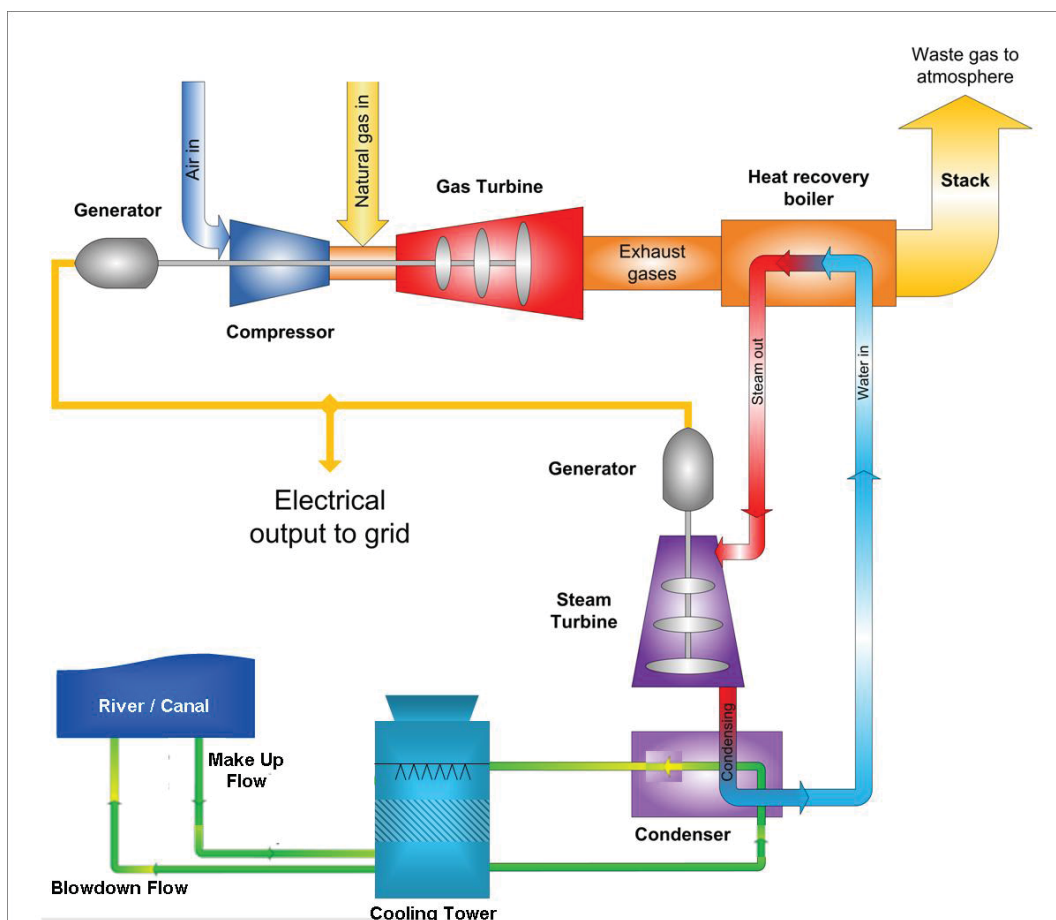 Waste gas to
atmosphere
Air in
Natural gas in
Gas Turbine
Heat recovery
boiler
Stack
Generator
Exhaust
gases
Compressor
Steam out
Water in
Generator
Electrical
output to grid
Steam
Turbine
River / Canal
Condensing
Make Up
Flow
Condenser
Blowdown Flow
Cooling Tower